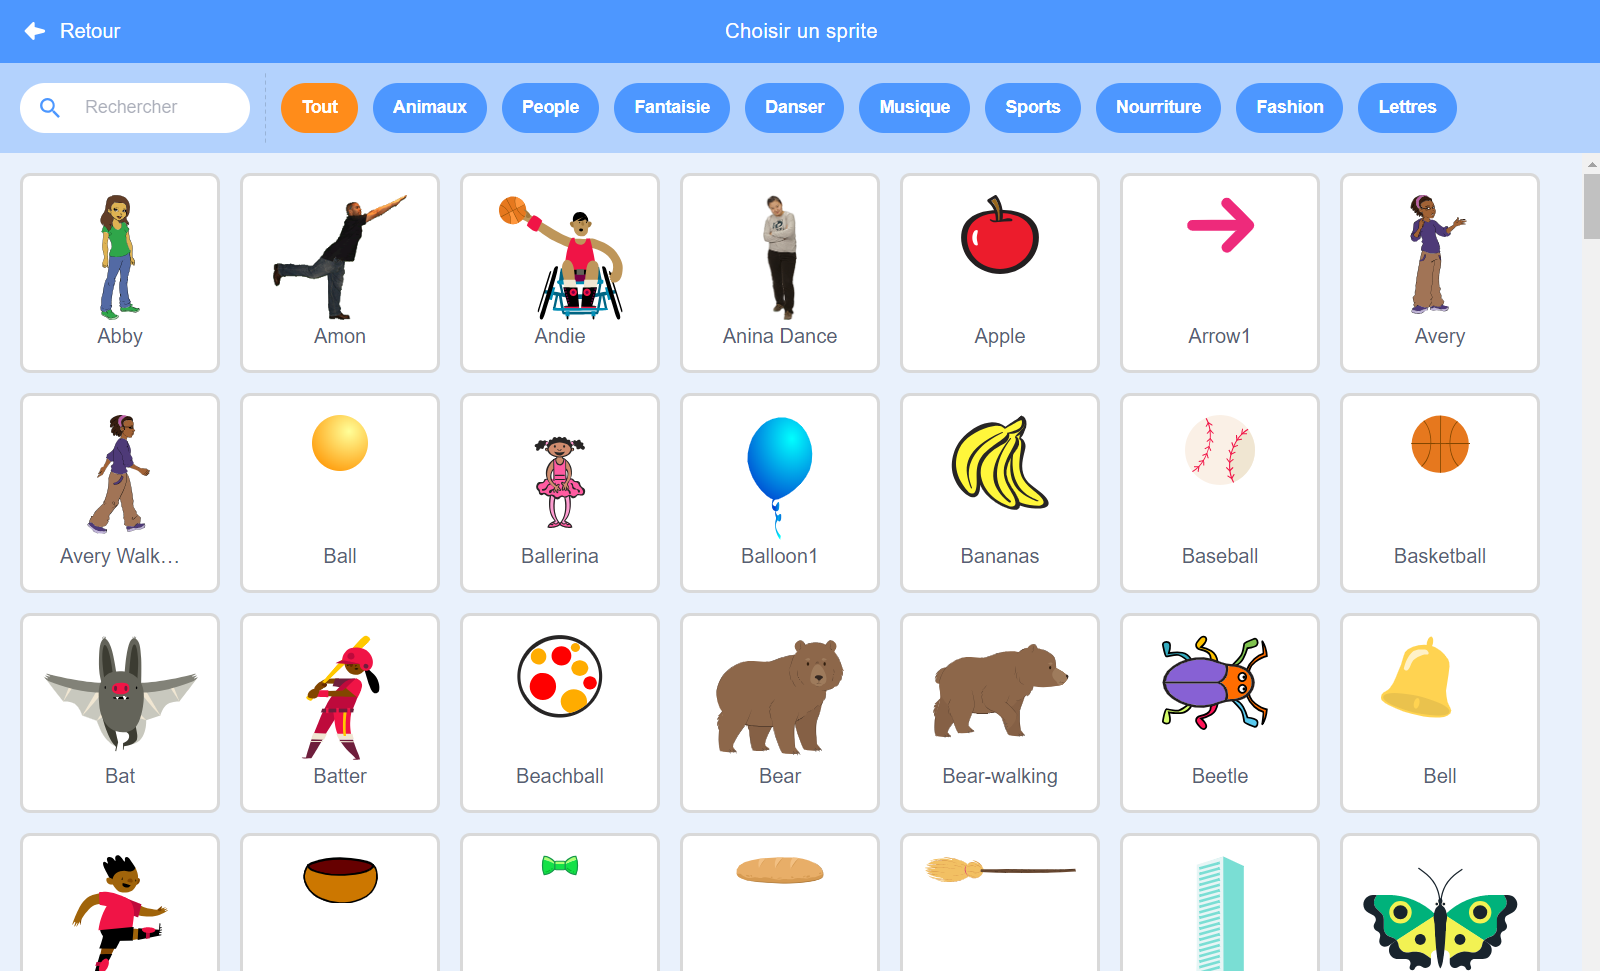 Retour
Choisir un sprite
Rechercher
Tout
Animaux
People
Fantaisie
Danser
Musique
Sports
Nourriture
Fashion
Lettres
Abby
Amon
Andie
Anina Dance
Apple
Arrow1
Avery
Avery Walk…
Ball
Ballerina
Balloon1
Bananas
Baseball
Basketball
Bat
Batter
Beachball
Bear
Bear-walking
Beetle
Bell